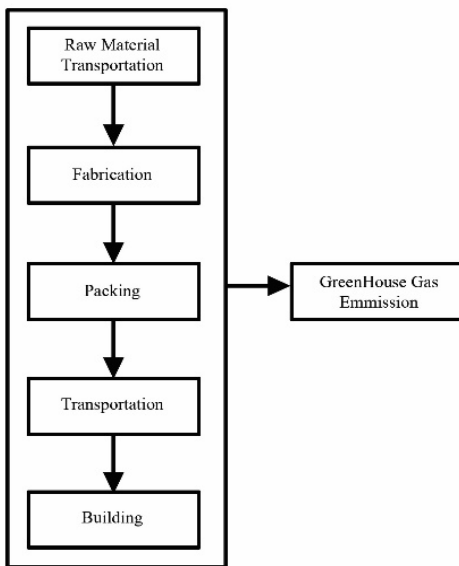 Raw Material
Transportation
Fabrication
Packing
GreenHouse Gas
Emmission
Transportation
Building